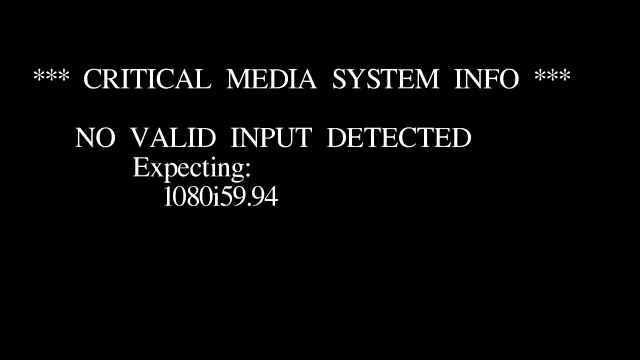 *** CRITICAL MEDIA SYSTEM INFO ***
NO VALID INPUT DETECTED
Expecting:
1080i59.94